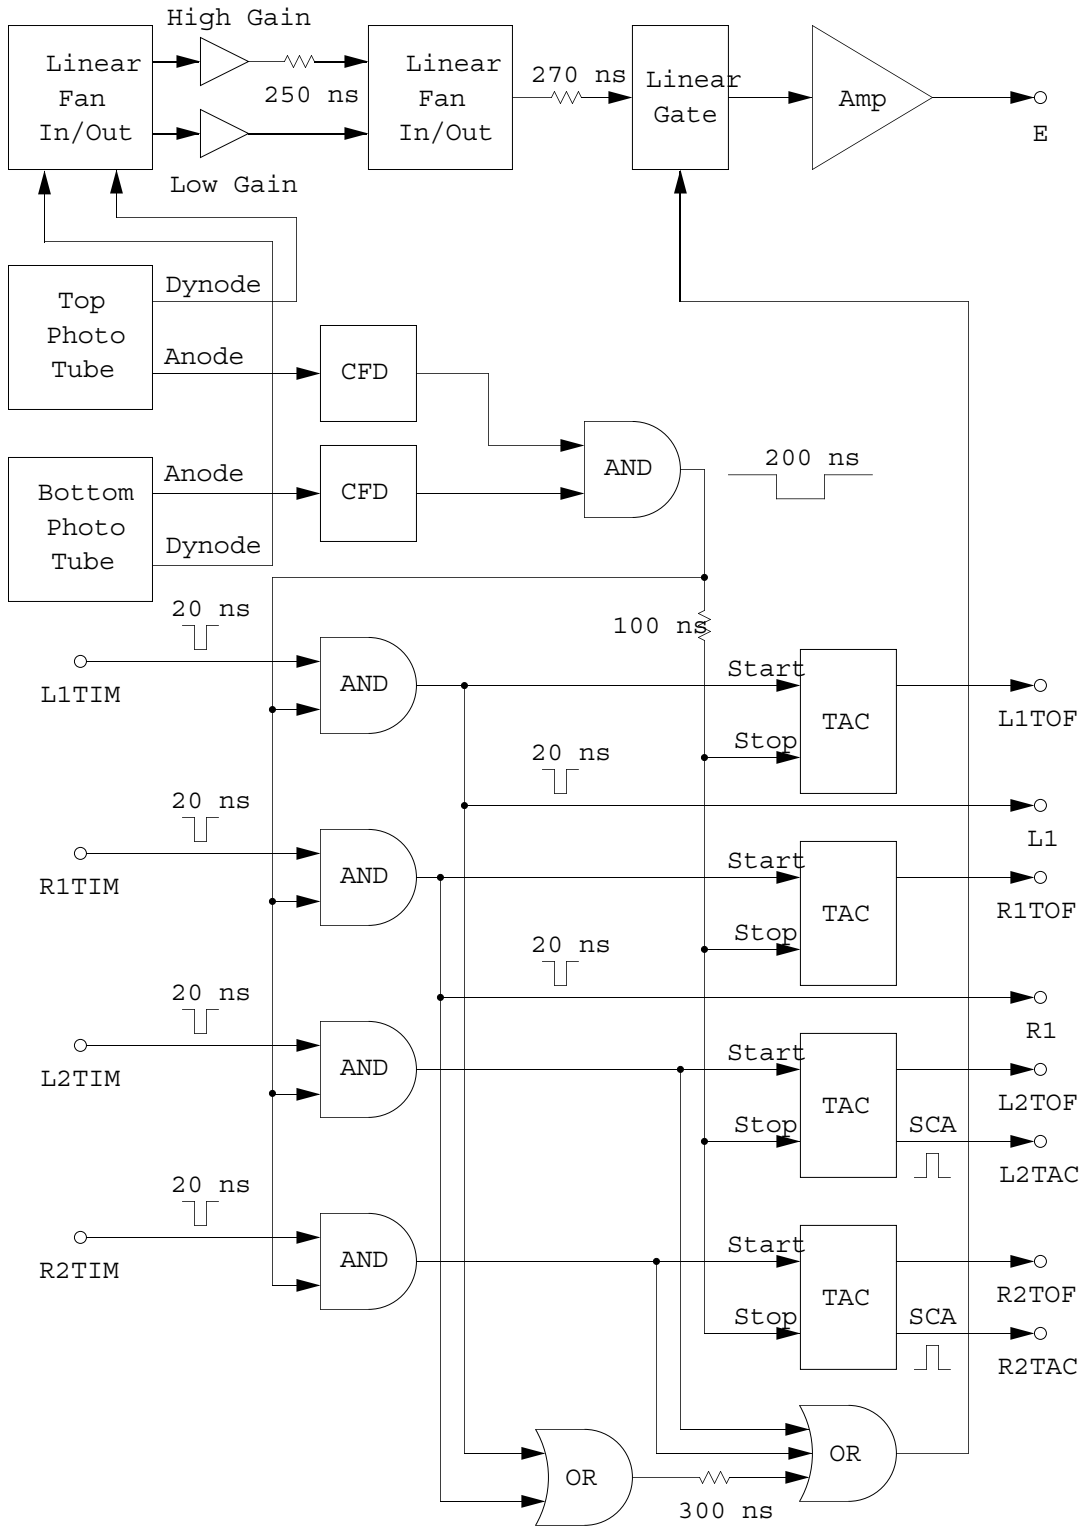 High Gain
Linear
Fan
In/Out
250 ns
Low Gain
Linear
Fan
In/Out
270 ns
Linear
Gate
Amp
E
Top
Photo
Tube
Dynode
Anode
CFD
Bottom
Photo
Tube
Anode
Dynode
CFD
AND
200 ns
20 ns
L1TIM
AND
100 ns
Start
Stop
TAC
L1TOF
20 ns
L1
20 ns
R1TIM
AND
Start
Stop
TAC
R1TOF
20 ns
R1
20 ns
L2TIM
AND
Start
Stop
TAC
L2TOF
SCA
L2TAC
20 ns
R2TIM
AND
Start
Stop
TAC
R2TOF
SCA
R2TAC
OR
300 ns
OR